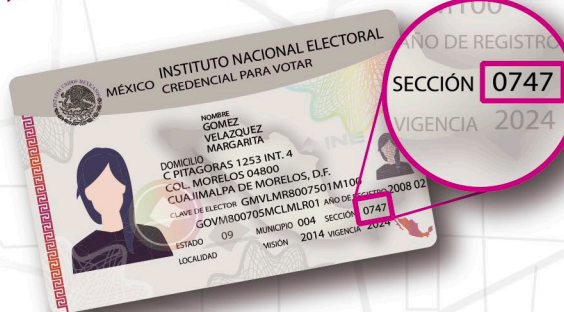 MÉXICO INSTITUTO NACIONAL ELECTORAL
CREDENCIAL PARA VOTAR
NOMBRE
GOMEZ
VELAZQUEZ
MARGARITA
DOMICILIO
C PITAGORAS 1253 INT. 4
COL. MORELOS 04800
CUAJIMALPA DE MORELOS, D.F.
CLAVE DE ELECTOR GMVLMR8007501M100
GOVM800705MCLMLR01 AÑO DE REGISTRO 2008 02
ESTADO 09 MUNICIPIO 004 SECCIÓN 0747
LOCALIDAD MISIÓN 2014 VIGENCIA 2024
AÑO DE REGISTRO
SECCIÓN 0747
VIGENCIA 2024